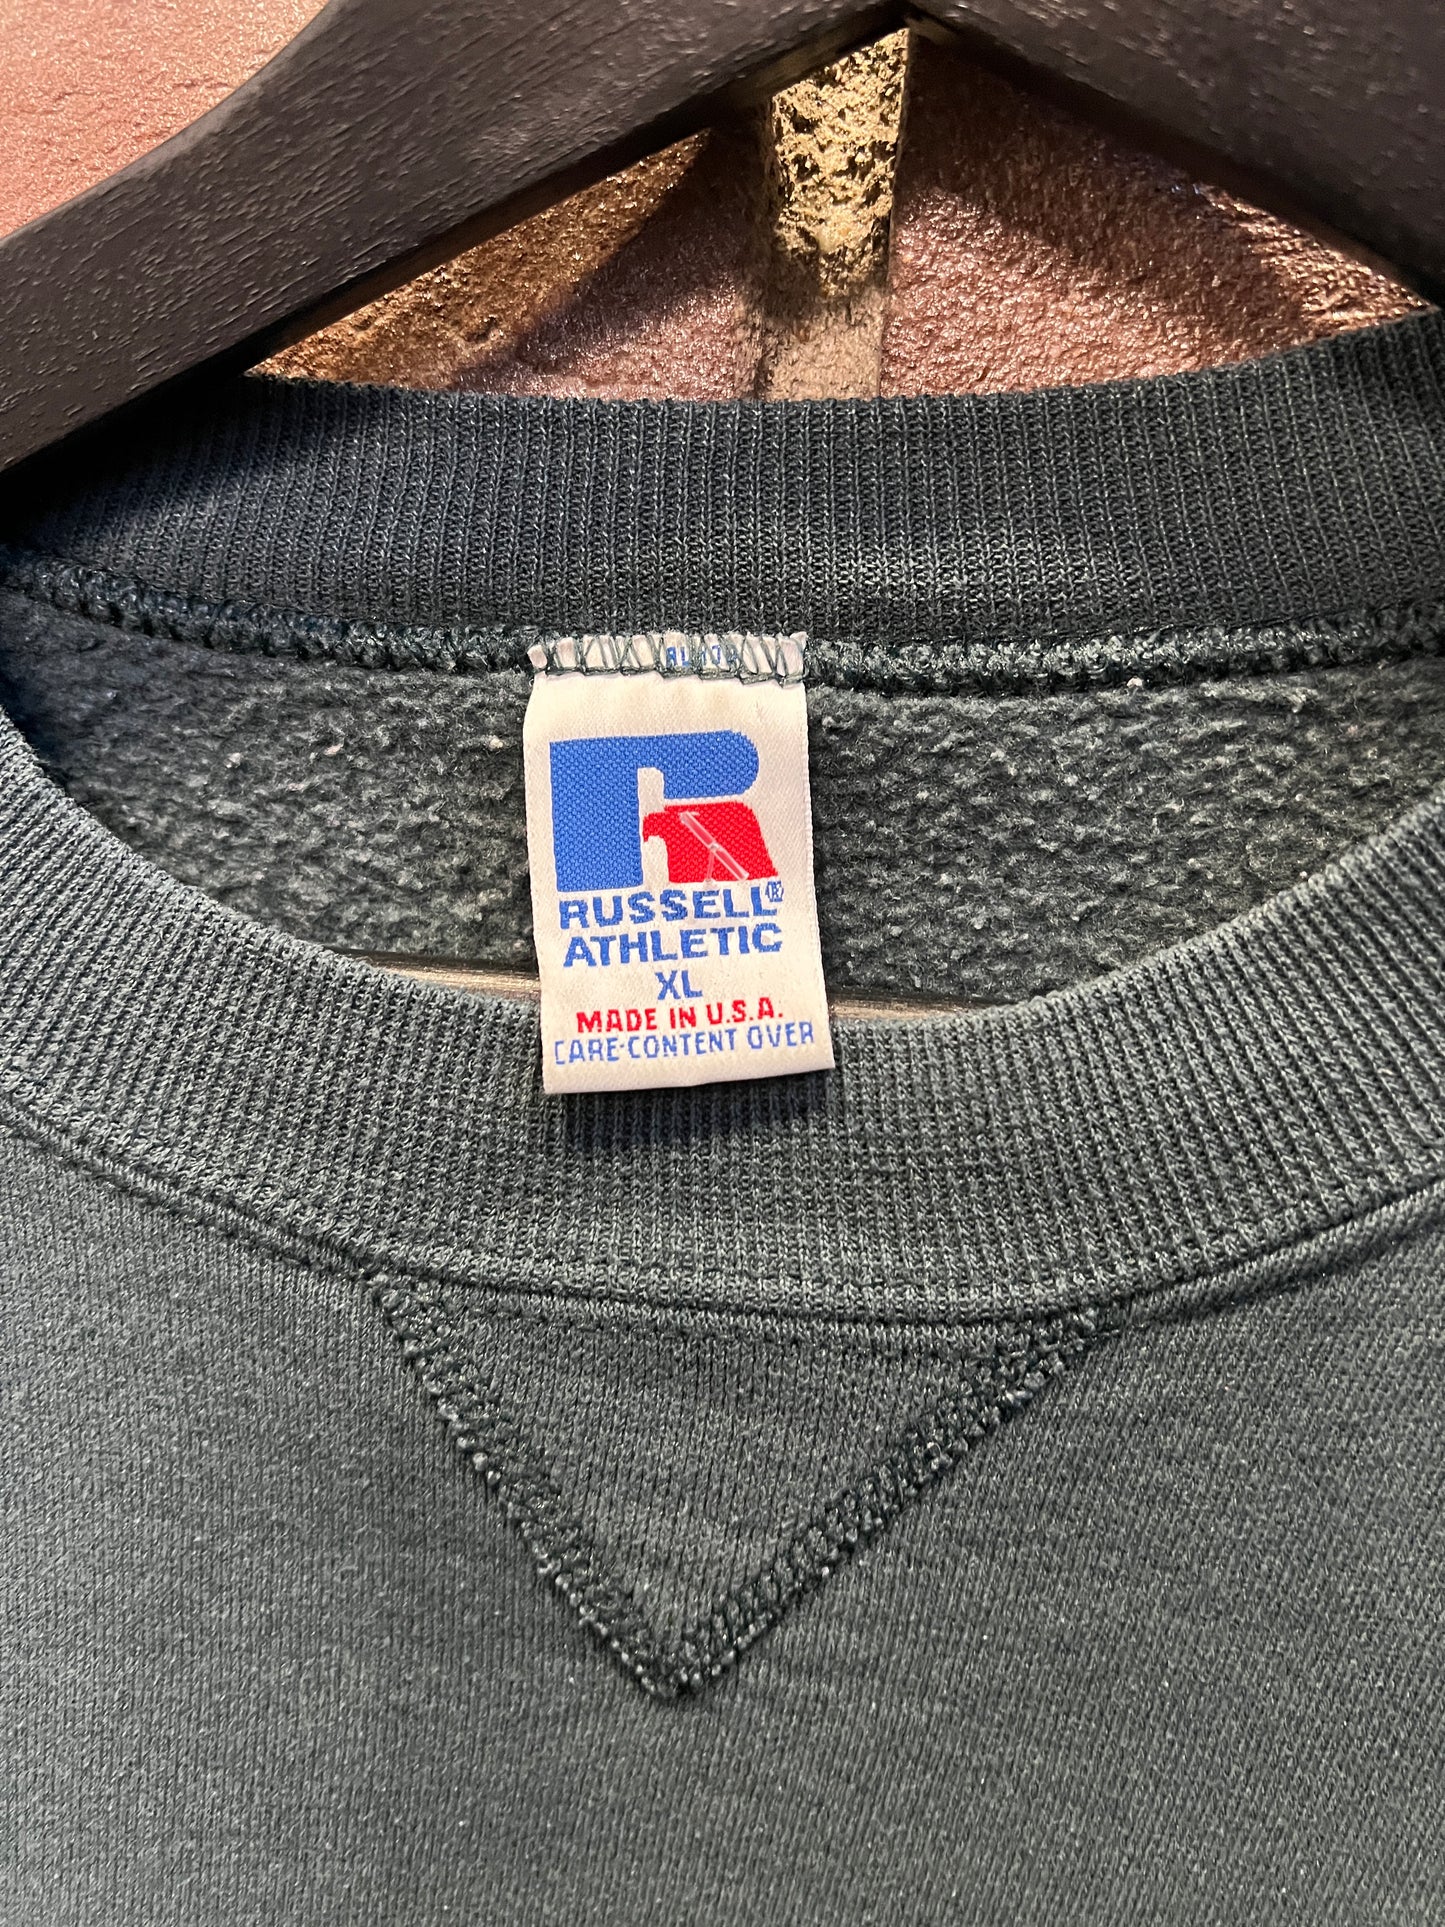 RUSSELL®
ATHLETIC
XL
MADE IN U.S.A.
CARE-CONTENT OVER